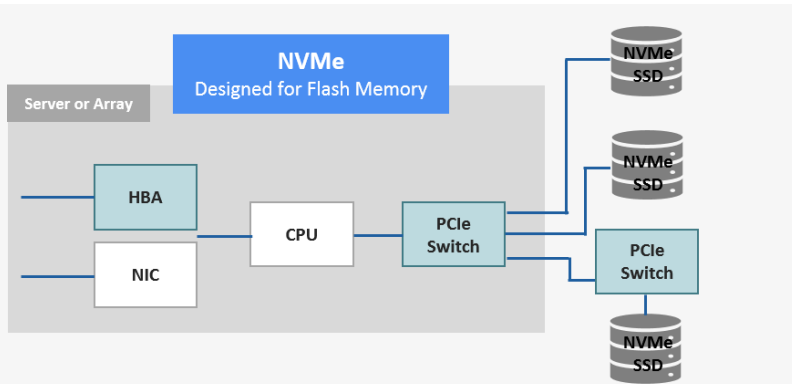 NVMe
Designed for Flash Memory
Server or Array
HBA
NIC
CPU
PCIe
Switch
NVMe
SSD
NVMe
SSD
PCIe
Switch
NVMe
SSD